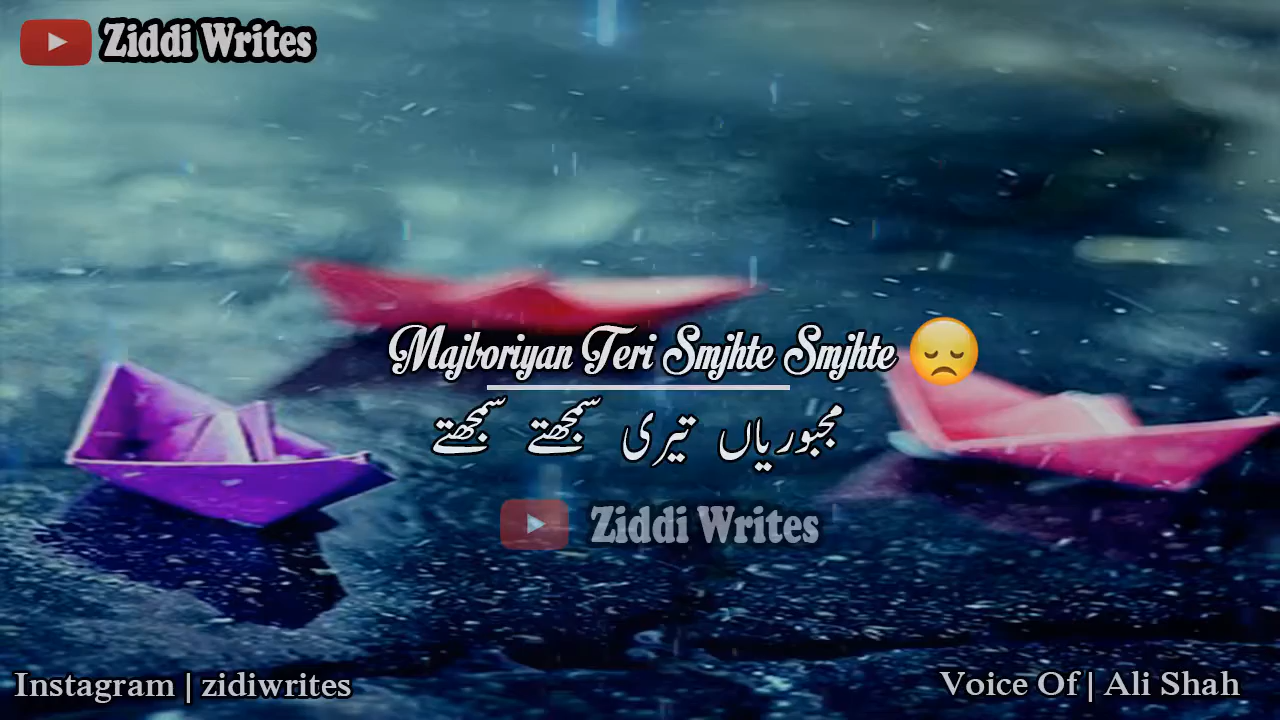 Ziddi Writes
Majboriyan Teri Smjhte Smjhte 😞
مجبوریاں تیری سمجھتے سمجھتے
Ziddi Writes
Instagram | zidiwrites
Voice Of | Ali Shah